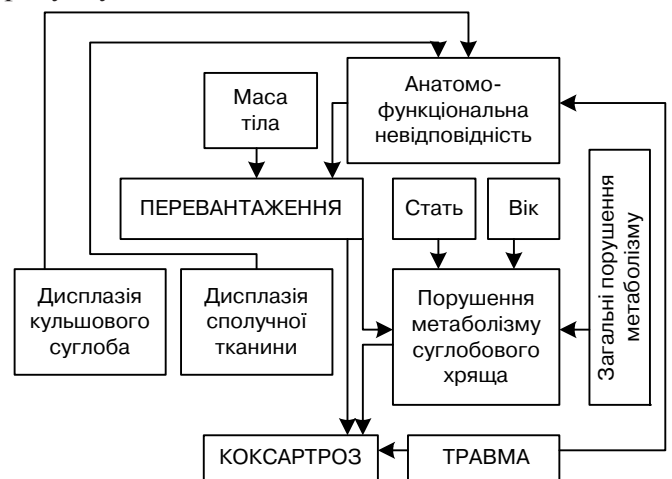 Анатомо-
функціональна
невідповідність
Маса
тіла
ПЕРЕВАНТАЖЕННЯ
Стать
Вік
Загальні порушення
метаболізму
Дисплазія
кульшового
суглоба
Дисплазія
сполучної
тканини
Порушення
метаболізму
суглобового
хряща
КОКСАРТРОЗ
ТРАВМА